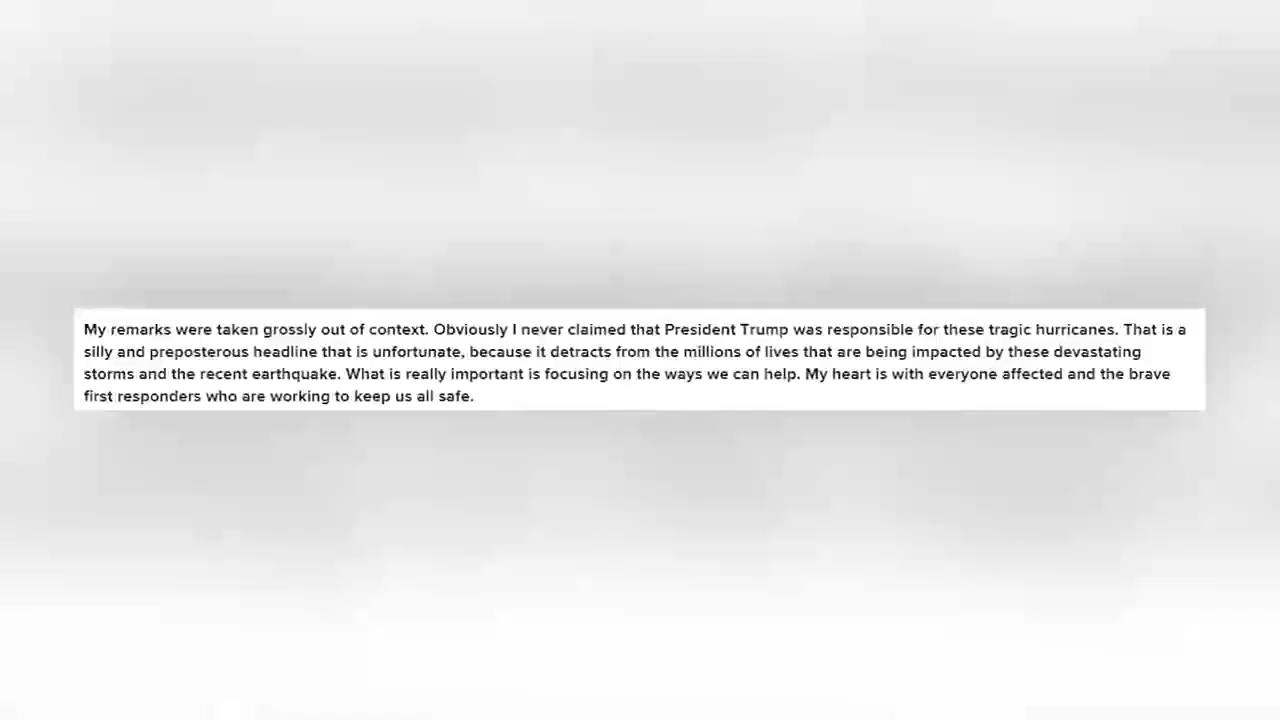 My remarks were taken grossly out of context. Obviously I never claimed that President Trump was responsible for these tragic hurricanes. That is a
silly and preposterous headline that is unfortunate, because it detracts from the millions of lives that are being impacted by these devastating
storms and the recent earthquake. What is really important is focusing on the ways we can help. My heart is with everyone affected and the brave
first responders who are working to keep us all safe.